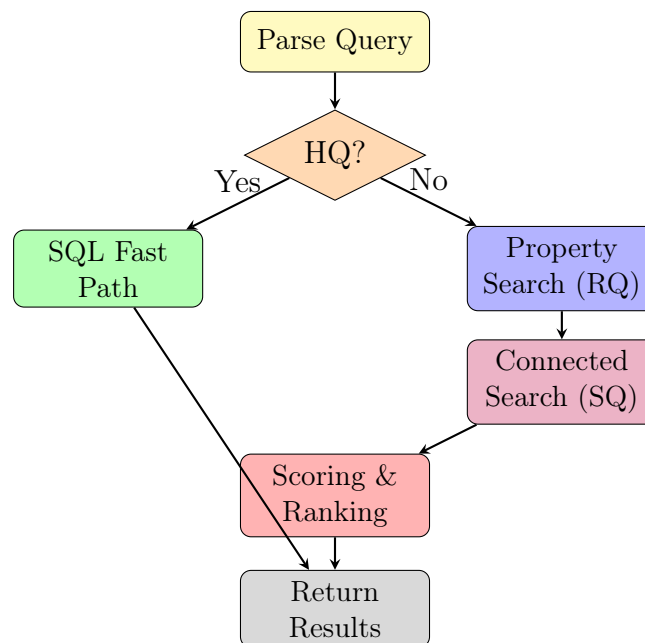 Parse Query
HQ?
Yes
No
SQL Fast
Path
Property
Search (RQ)
Connected
Search (SQ)
Scoring &
Ranking
Return
Results